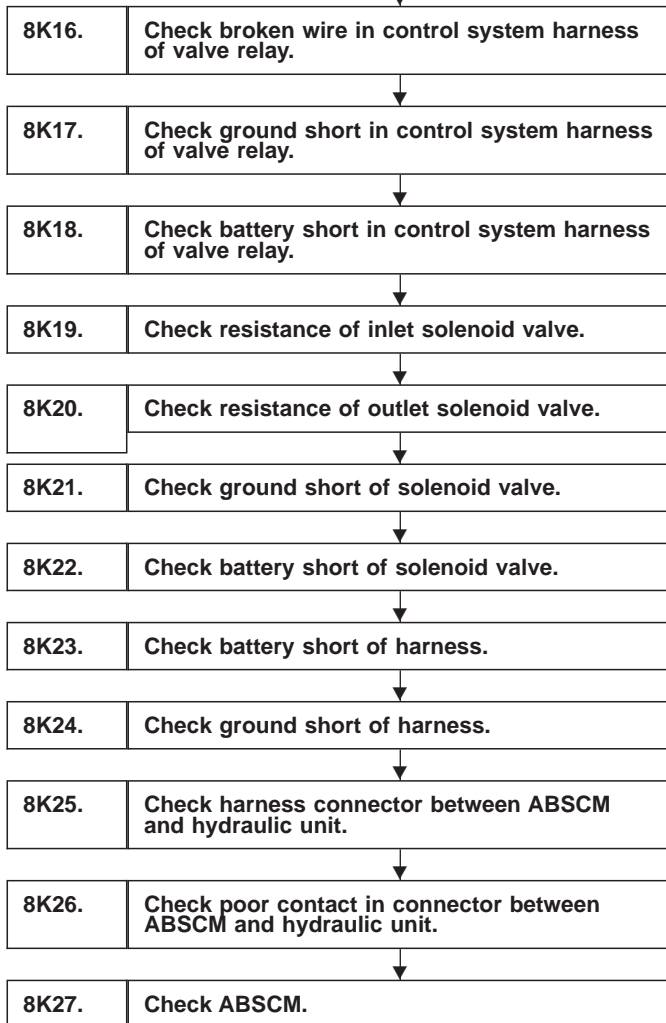 8K16. Check broken wire in control system harness
of valve relay.
8K17. Check ground short in control system harness
of valve relay.
8K18. Check battery short in control system harness
of valve relay.
8K19. Check resistance of inlet solenoid valve.
8K20. Check resistance of outlet solenoid valve.
8K21. Check ground short of solenoid valve.
8K22. Check battery short of solenoid valve.
8K23. Check battery short of harness.
8K24. Check ground short of harness.
8K25. Check harness connector between ABSCM
and hydraulic unit.
8K26. Check poor contact in connector between
ABSCM and hydraulic unit.
8K27. Check ABSCM.